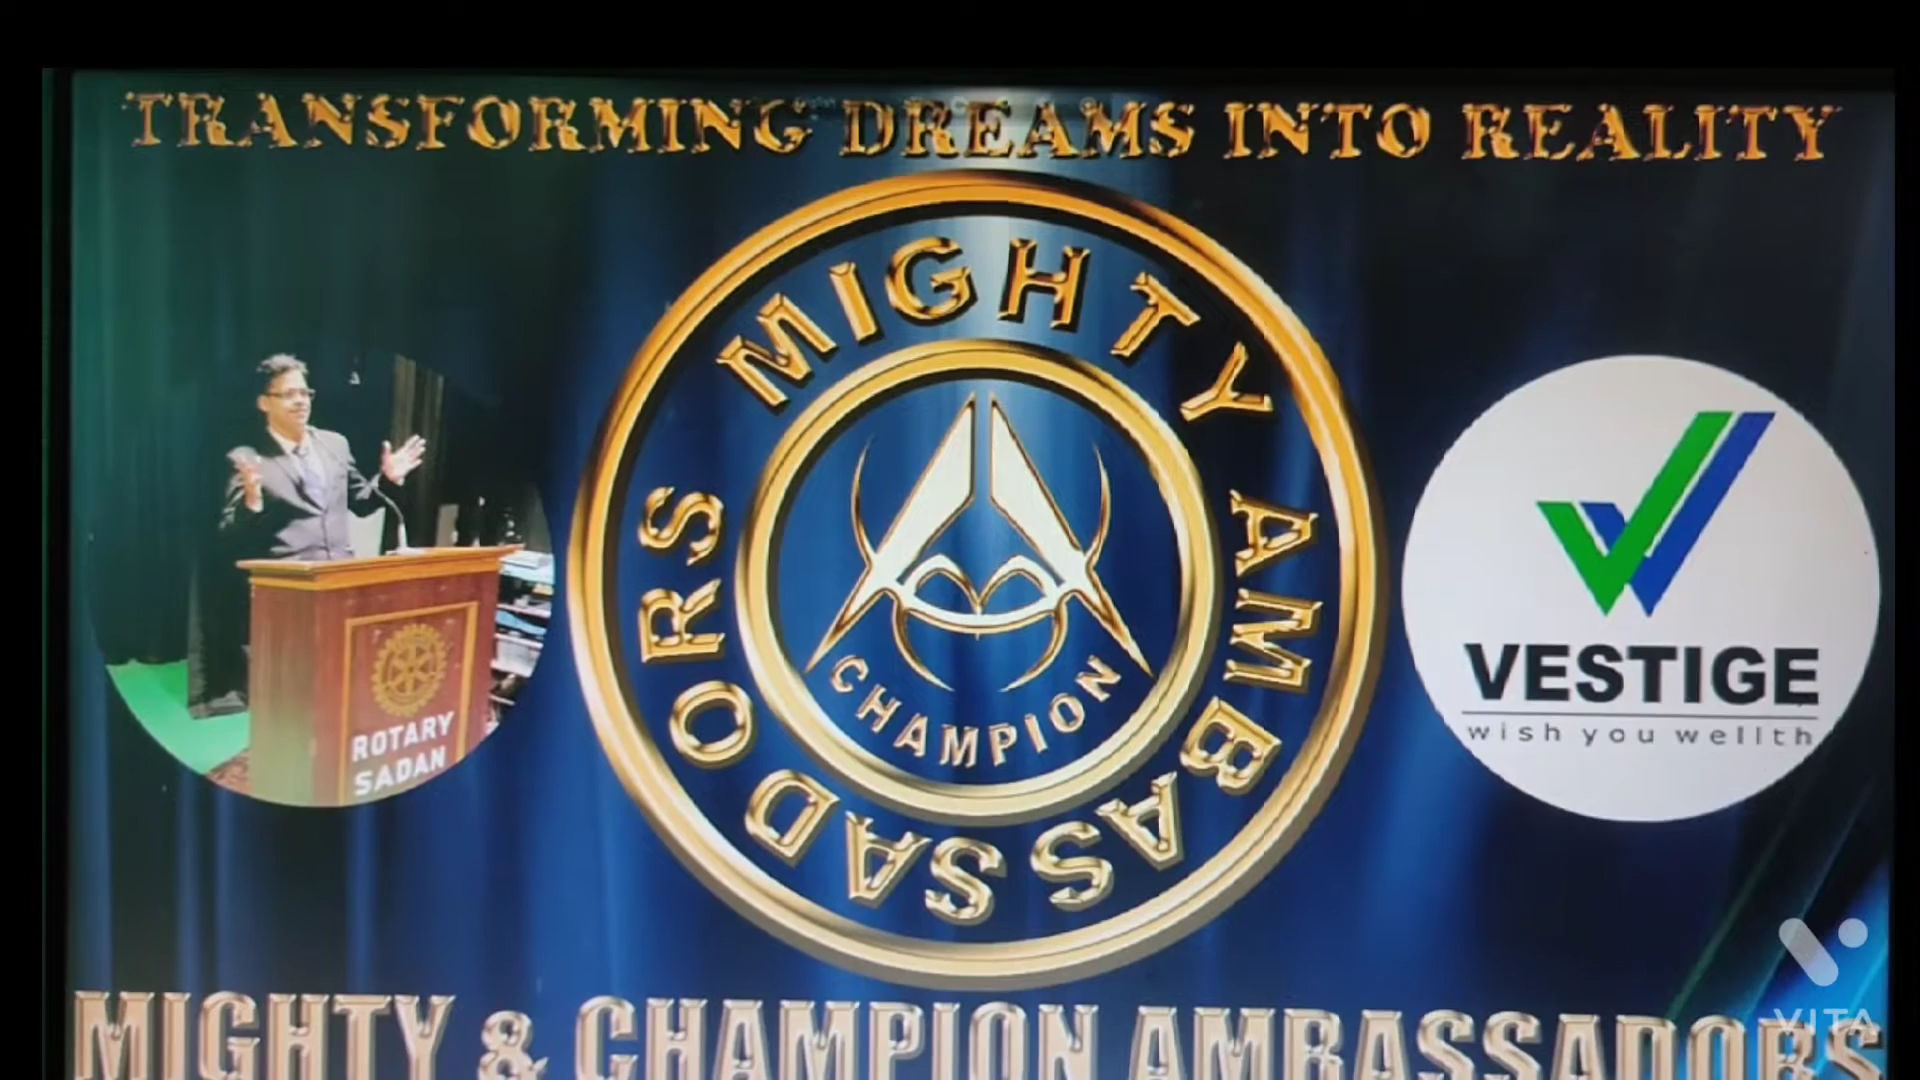 TRANSFORMING DREAMS INTO REALITY
MIGHTY AMBASSADORS
CHAMPION
ROTARY
SADAN
VESTIGE
wish you wellth
MIGHTY & CHAMPION AMBASSADORS
VITA